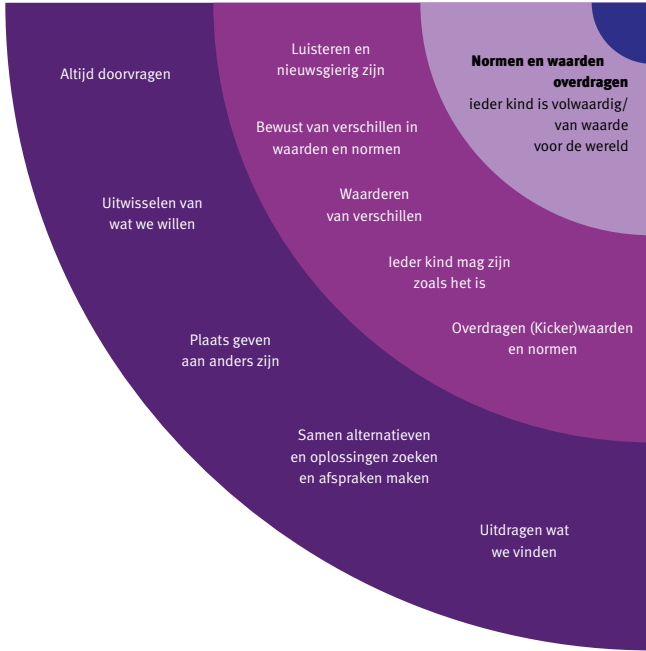 Normen en waarden
overdragen
ieder kind is volwaardig/
van waarde
voor de wereld
Luisteren en
nieuwsgierig zijn
Bewust van verschillen in
waarden en normen
Waarderen
van verschillen
Ieder kind mag zijn
zoals het is
Overdragen (Kicker)waarden
en normen
Altijd doorvragen
Uitwisselen van
wat we willen
Plaats geven
aan anders zijn
Samen alternatieven
en oplossingen zoeken
en afspraken maken
Uitdragen wat
we vinden